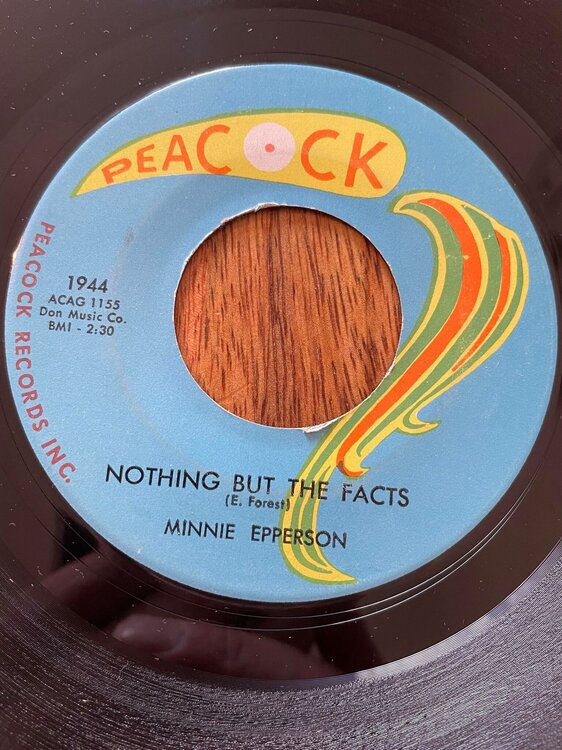 PEACOCK
PEACOCK RECORDS INC.
1944
ACAG 1155
Don Music Co.
BMI - 2:30
NOTHING BUT THE FACTS
(E. Forest)
MINNIE EPPERSON